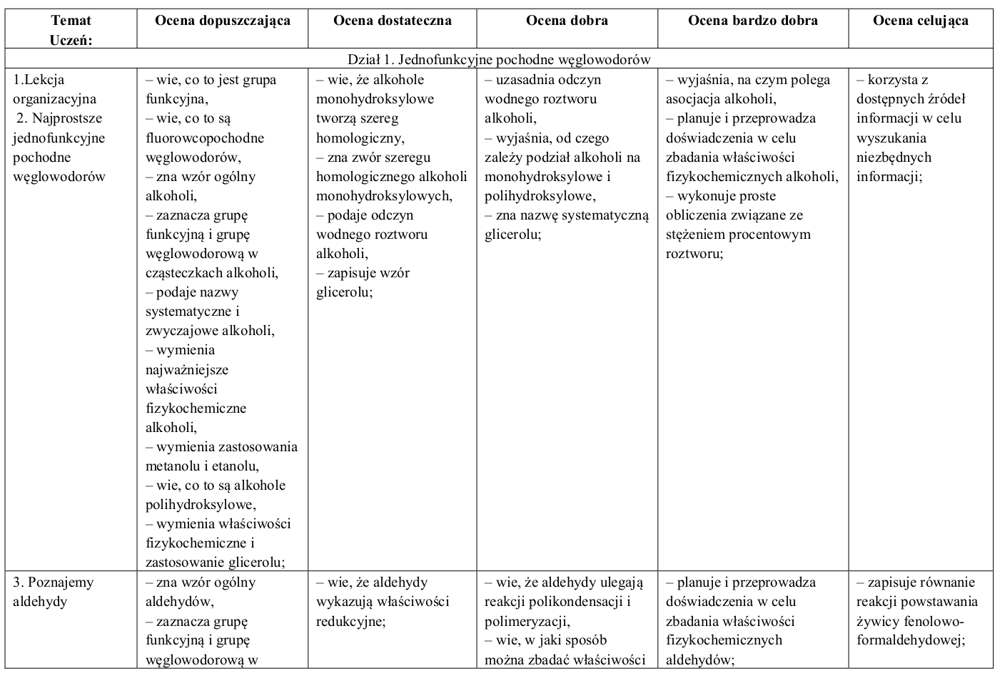 Temat
Uczeń:
Ocena dopuszczająca
Ocena dostateczna
Ocena dobra
Ocena bardzo dobra
Ocena celująca
Dział 1. Jednofunkcyjne pochodne węglowodorów
1.Lekcja
organizacyjna
2. Najprostsze
jednofunkcyjne
pochodne
węglowodorów
– wie, co to jest grupa
funkcyjna,
– wie, co to są
fluorowcopochodne
węglowodorów,
– zna wzór ogólny
alkoholi,
– zaznacza grupę
funkcyjną i grupę
węglowodorową w
cząsteczkach alkoholi,
– podaje nazwy
systematyczne i
zwyczajowe alkoholi,
– wymienia
najważniejsze
właściwości
fizykochemiczne
alkoholi,
– wymienia zastosowania
metanolu i etanolu,
– wie, co to są alkohole
polihydroksylowe,
– wymienia właściwości
fizykochemiczne i
zastosowanie glicerolu;
– wie, że alkohole
monohydroksylowe
tworzą szereg
homologiczny,
– zna zwór szeregu
homologicznego alkoholi
monohydroksylowych,
– podaje odczyn
wodnego roztworu
alkoholi,
– zapisuje wzór
glicerolu;
– uzasadnia odczyn
wodnego roztworu
alkoholi,
– wyjaśnia, od czego
zależy podział alkoholi na
monohydroksylowe i
polihydroksylowe,
– zna nazwę systematyczną
glicerolu;
– wyjaśnia, na czym polega
asocjacja alkoholi,
– planuje i przeprowadza
doświadczenia w celu
zbadania właściwości
fizykochemicznych alkoholi,
– wykonuje proste
obliczenia związane ze
stężeniem procentowym
roztworu;
– korzysta z
dostępnych źródeł
informacji w celu
wyszukania
niezbędnych
informacji;
3. Poznajemy
aldehydy
– zna wzór ogólny
aldehydów,
– zaznacza grupę
funkcyjną i grupę
węglowodorową w
– wie, że aldehydy
wykazują właściwości
redukcyjne;
– wie, że aldehydy ulegają
reakcji polikondensacji i
polimeryzacji,
– wie, w jaki sposób
można zbadać właściwości
– planuje i przeprowadza
doświadczenia w celu
zbadania właściwości
fizykochemicznych
aldehydów;
– zapisuje równanie
reakcji powstawania
żywicy fenolowo-
formaldehydowej;